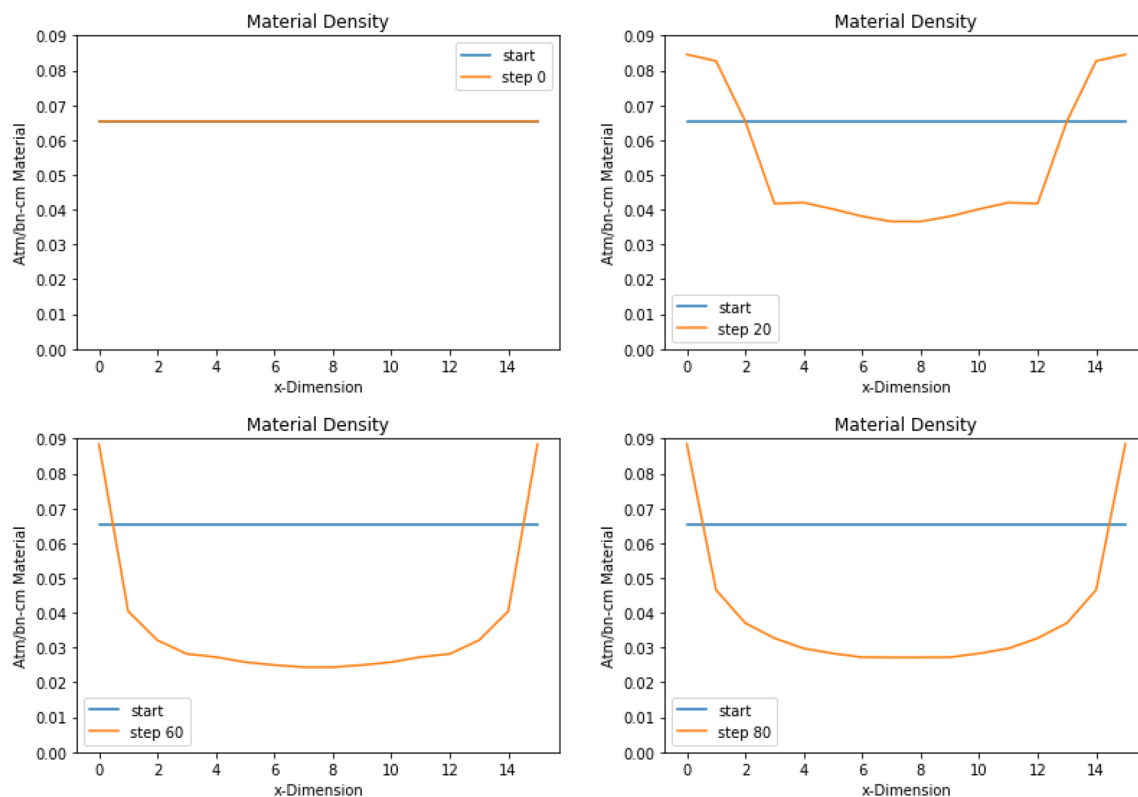 Material Density
Atm/bn-cm Material
0.09
0.08
0.07
0.06
0.05
0.04
0.03
0.02
0.01
0.00
start
step 0
0 2 4 6 8 10 12 14
x-Dimension
Material Density
Atm/bn-cm Material
0.09
0.08
0.07
0.06
0.05
0.04
0.03
0.02
0.01
0.00
start
step 20
0 2 4 6 8 10 12 14
x-Dimension
Material Density
Atm/bn-cm Material
0.09
0.08
0.07
0.06
0.05
0.04
0.03
0.02
0.01
0.00
start
step 60
0 2 4 6 8 10 12 14
x-Dimension
Material Density
Atm/bn-cm Material
0.09
0.08
0.07
0.06
0.05
0.04
0.03
0.02
0.01
0.00
start
step 80
0 2 4 6 8 10 12 14
x-Dimension